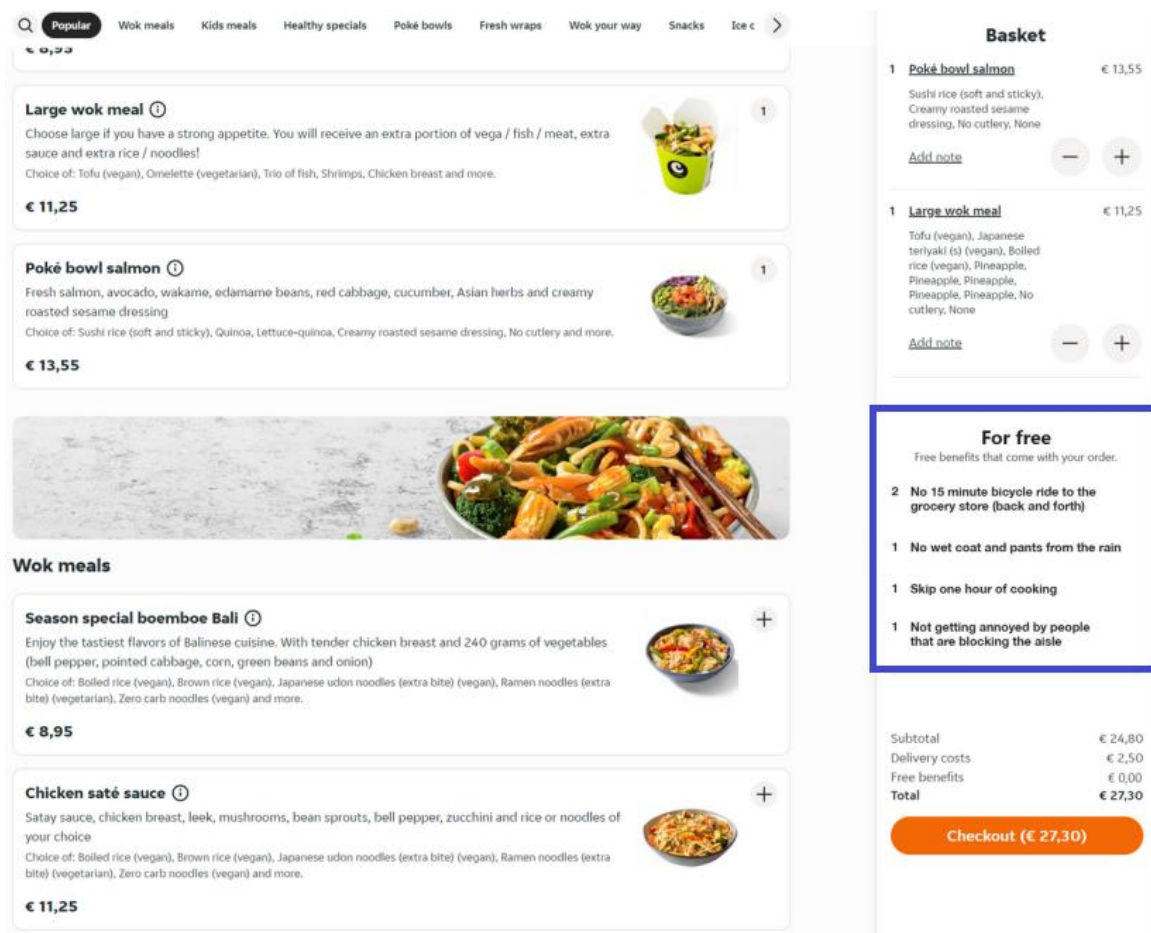 Popular Wok meals Kids meals Healthy specials Poké bowls Fresh wraps Wok your way Snacks Ice c
€ 8,95
Large wok meal
Choose large if you have a strong appetite. You will receive an extra portion of vega / fish / meat, extra
sauce and extra rice / noodles!
Choice of: Tofu (vegan), Omelette (vegetarian), Trio of fish, Shrimps, Chicken breast and more.
€ 11,25
1
Poké bowl salmon
Fresh salmon, avocado, wakame, edamame beans, red cabbage, cucumber, Asian herbs and creamy
roasted sesame dressing
Choice of: Sushi rice (soft and sticky), Quinoa, Lettuce-quinoa, Creamy roasted sesame dressing, No cutlery and more.
€ 13,55
1
Wok meals
Season special boemboe Bali
Enjoy the tastiest flavors of Balinese cuisine. With tender chicken breast and 240 grams of vegetables
(bell pepper, pointed cabbage, corn, green beans and onion)
Choice of: Boiled rice (vegan), Brown rice (vegan), Japanese udon noodles (extra bite) (vegan), Ramen noodles (extra
bite) (vegetarian), Zero carb noodles (vegan) and more.
€ 8,95
Chicken saté sauce
Satay sauce, chicken breast, leek, mushrooms, bean sprouts, bell pepper, zucchini and rice or noodles of
your choice
Choice of: Boiled rice (vegan), Brown rice (vegan), Japanese udon noodles (extra bite) (vegan), Ramen noodles (extra
bite) (vegetarian), Zero carb noodles (vegan) and more.
€ 11,25
Basket
1 Poké bowl salmon € 13,55
Sushi rice (soft and sticky),
Creamy roasted sesame
dressing, No cutlery, None
Add note
1 Large wok meal € 11,25
Tofu (vegan), Japanese
teriyaki (s) (vegan), Boiled
rice (vegan), Pineapple,
Pineapple, Pineapple,
Pineapple, Pineapple, No
cutlery, None
Add note
For free
Free benefits that come with your order.
2 No 15 minute bicycle ride to the
grocery store (back and forth)
1 No wet coat and pants from the rain
1 Skip one hour of cooking
1 Not getting annoyed by people
that are blocking the aisle
Subtotal € 24,80
Delivery costs € 2,50
Free benefits € 0,00
Total € 27,30
Checkout (€ 27,30)